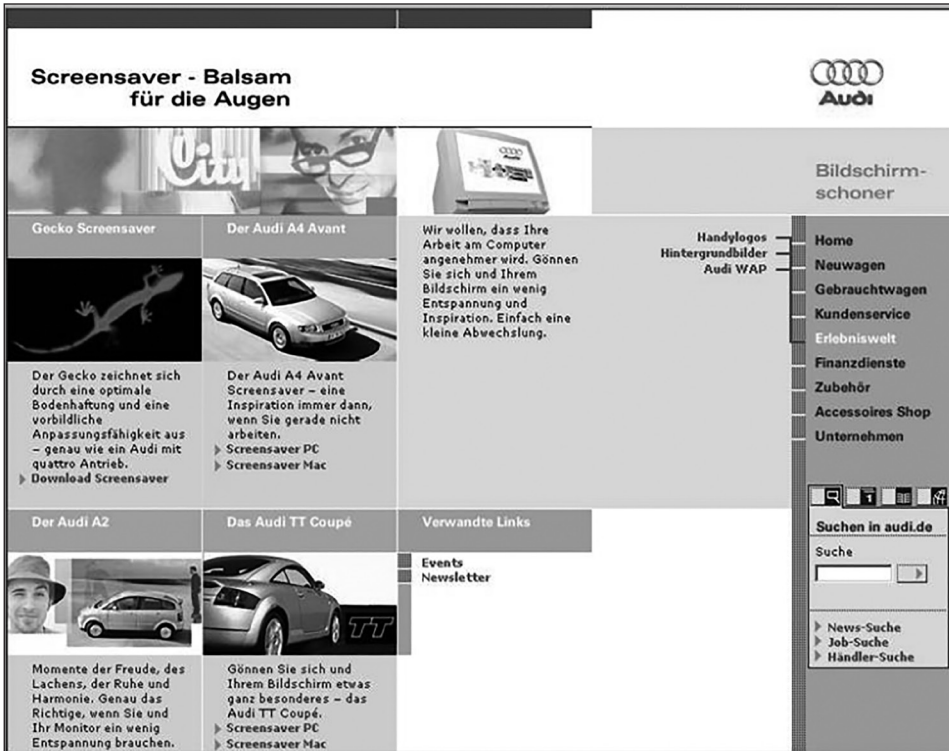 Screensaver - Balsam
für die Augen
Audi
City
Audi
Bildschirm-
schoner
Gecko Screensaver
Der Gecko zeichnet sich
durch eine optimale
Bodenhaftung und eine
vorbildliche
Anpassungsfähigkeit aus
– genau wie ein Audi mit
quattro Antrieb.
Download Screensaver
Der Audi A4 Avant
Der Audi A4 Avant
Screensaver – eine
Inspiration immer dann,
wenn Sie gerade nicht
arbeiten.
Screensaver PC
Screensaver Mac
Wir wollen, dass Ihre
Arbeit am Computer
angenehmer wird. Gönnen
Sie sich und Ihrem
Bildschirm ein wenig
Entspannung und
Inspiration. Einfach eine
kleine Abwechslung.
Handylogos
Hintergrundbilder
Audi WAP
Home
Neuwagen
Gebrauchtwagen
Kundenservice
Erlebniswelt
Finanzdienste
Zubehör
Accessoires Shop
Unternehmen
Der Audi A2
Momente der Freude, des
Lachens, der Ruhe und
Harmonie. Genau das
Richtige, wenn Sie und
Ihr Monitor ein wenig
Entspannung brauchen.
Das Audi TT Coupé
TT
Gönnen Sie sich und
Ihrem Bildschirm etwas
ganz besonderes – das
Audi TT Coupé.
Screensaver PC
Screensaver Mac
Verwandte Links
Events
Newsletter
1
Suchen in audi.de
Suche
News-Suche
Job-Suche
Händler-Suche